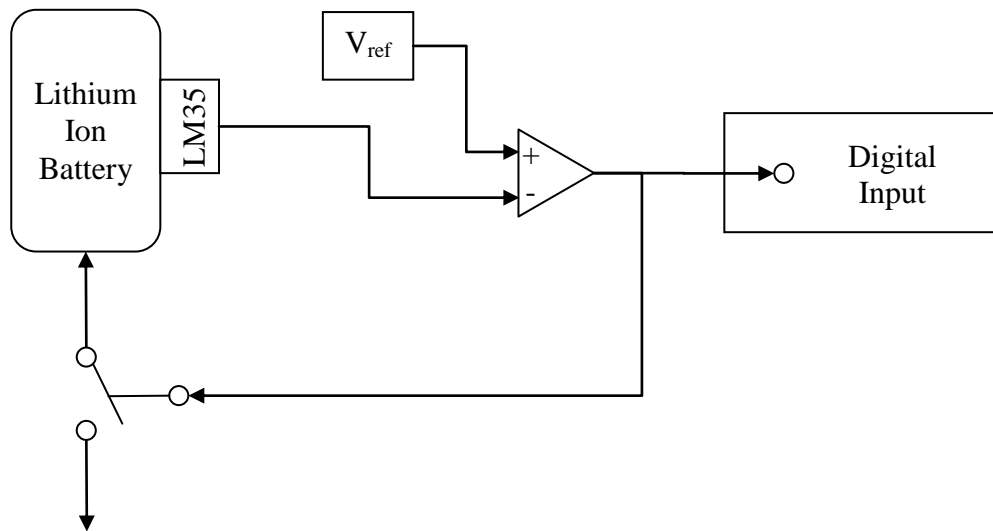 Lithium
Ion
Battery
LM35
Vref
+
-
Digital
Input